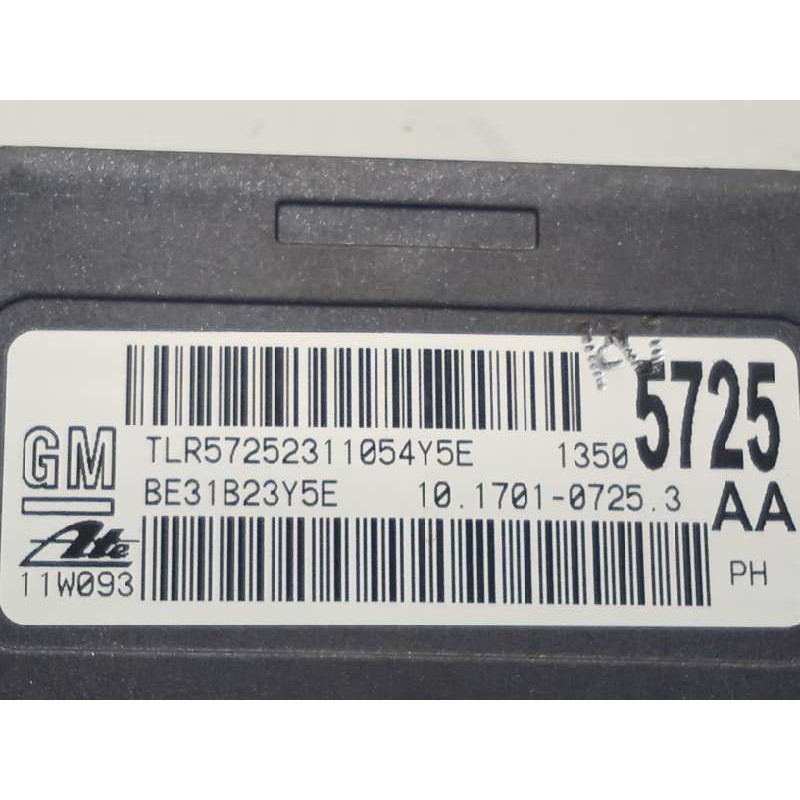 GM
TLR57252311054Y5E 1350 5725
BE31B23Y5E 10.1701-0725.3 AA
Ate
11W093 PH